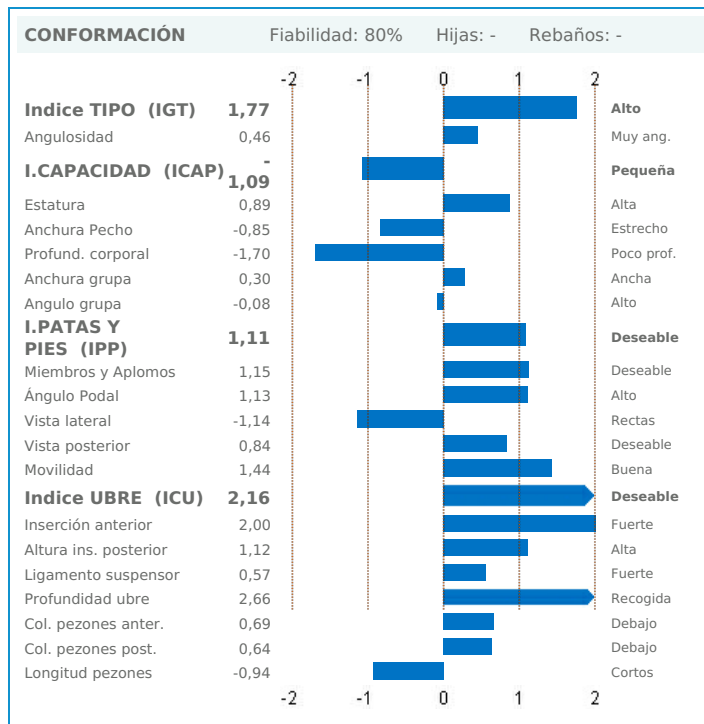 CONFORMACIÓN Fiabilidad: 80% Hijas: - Rebaños: -
-2 -1 0 1 2
Indice TIPO (IGT) 1,77 Alto
Angulosidad 0,46 Muy ang.
I.CAPACIDAD (ICAP) -1,09 Pequeña
Estatura 0,89 Alta
Anchura Pecho -0,85 Estrecho
Profund. corporal -1,70 Poco prof.
Anchura grupa 0,30 Ancha
Angulo grupa -0,08 Alto
I.PATAS Y
PIES (IPP) 1,11 Deseable
Miembros y Aplomos 1,15 Deseable
Ángulo Podal 1,13 Alto
Vista lateral -1,14 Rectas
Vista posterior 0,84 Deseable
Movilidad 1,44 Buena
Indice UBRE (ICU) 2,16 Deseable
Inserción anterior 2,00 Fuerte
Altura ins. posterior 1,12 Alta
Ligamento suspensor 0,57 Fuerte
Profundidad ubre 2,66 Recogida
Col. pezones anter. 0,69 Debajo
Col. pezones post. 0,64 Debajo
Longitud pezones -0,94 Cortos
-2 -1 0 1 2